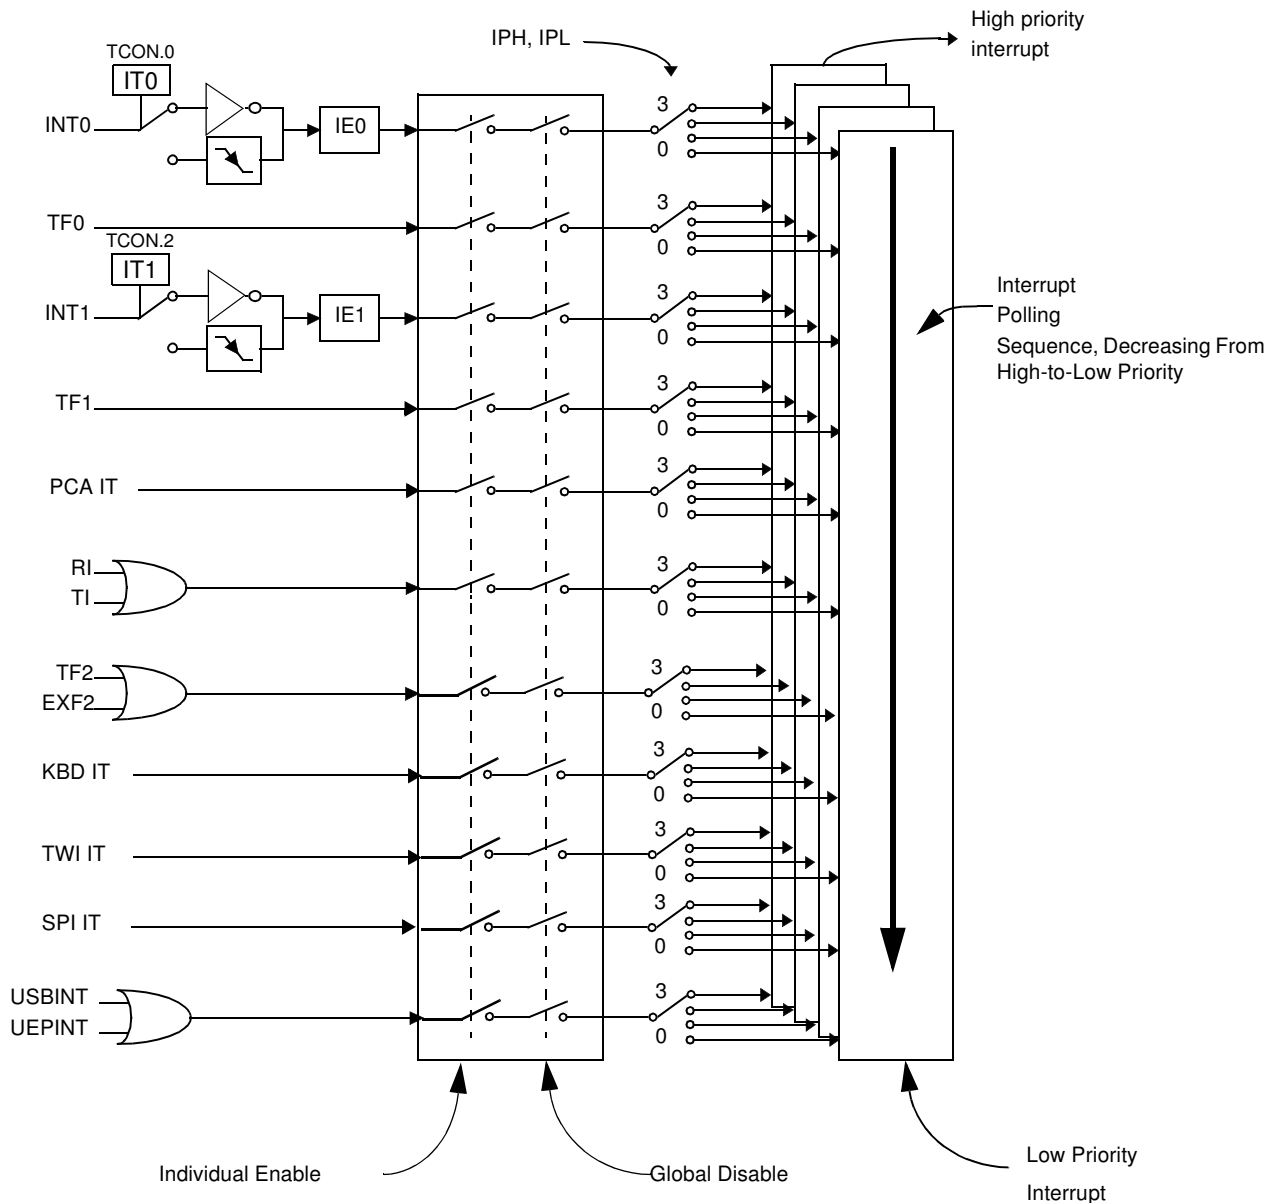 High priority
interrupt
IPH, IPL
TCON.0
IT0
INT0
IE0
3
0
TF0
3
0
TCON.2
IT1
INT1
IE1
3
0
Interrupt
Polling
Sequence, Decreasing From
High-to-Low Priority
TF1
3
0
PCA IT
3
0
RI
TI
3
0
TF2
EXF2
3
0
KBD IT
3
0
TWI IT
3
0
SPI IT
3
0
USBINT
UEPINT
3
0
Individual Enable
Global Disable
Low Priority
Interrupt